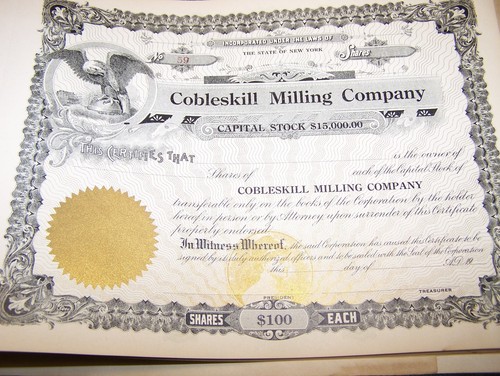 INCORPORATED UNDER THE LAWS OF
THE STATE OF NEW YORK
No 59 Shares
Cobleskill Milling Company
CAPITAL STOCK $15,000.00
THIS CERTIFIES THAT is the owner of
Shares of each of the Capital Stock of
COBLESKILL MILLING COMPANY
transferable only on the books of the Corporation by the holder
hereof in person or by Attorney upon surrender of this Certificate
properly endorsed.
In Witness Whereof, the said Corporation has caused this Certificate to be
signed by its duly authorized officers and to be sealed with the Seal of the Corporation
this day of A.D. 19
TREASURER
PRESIDENT
SHARES $100 EACH